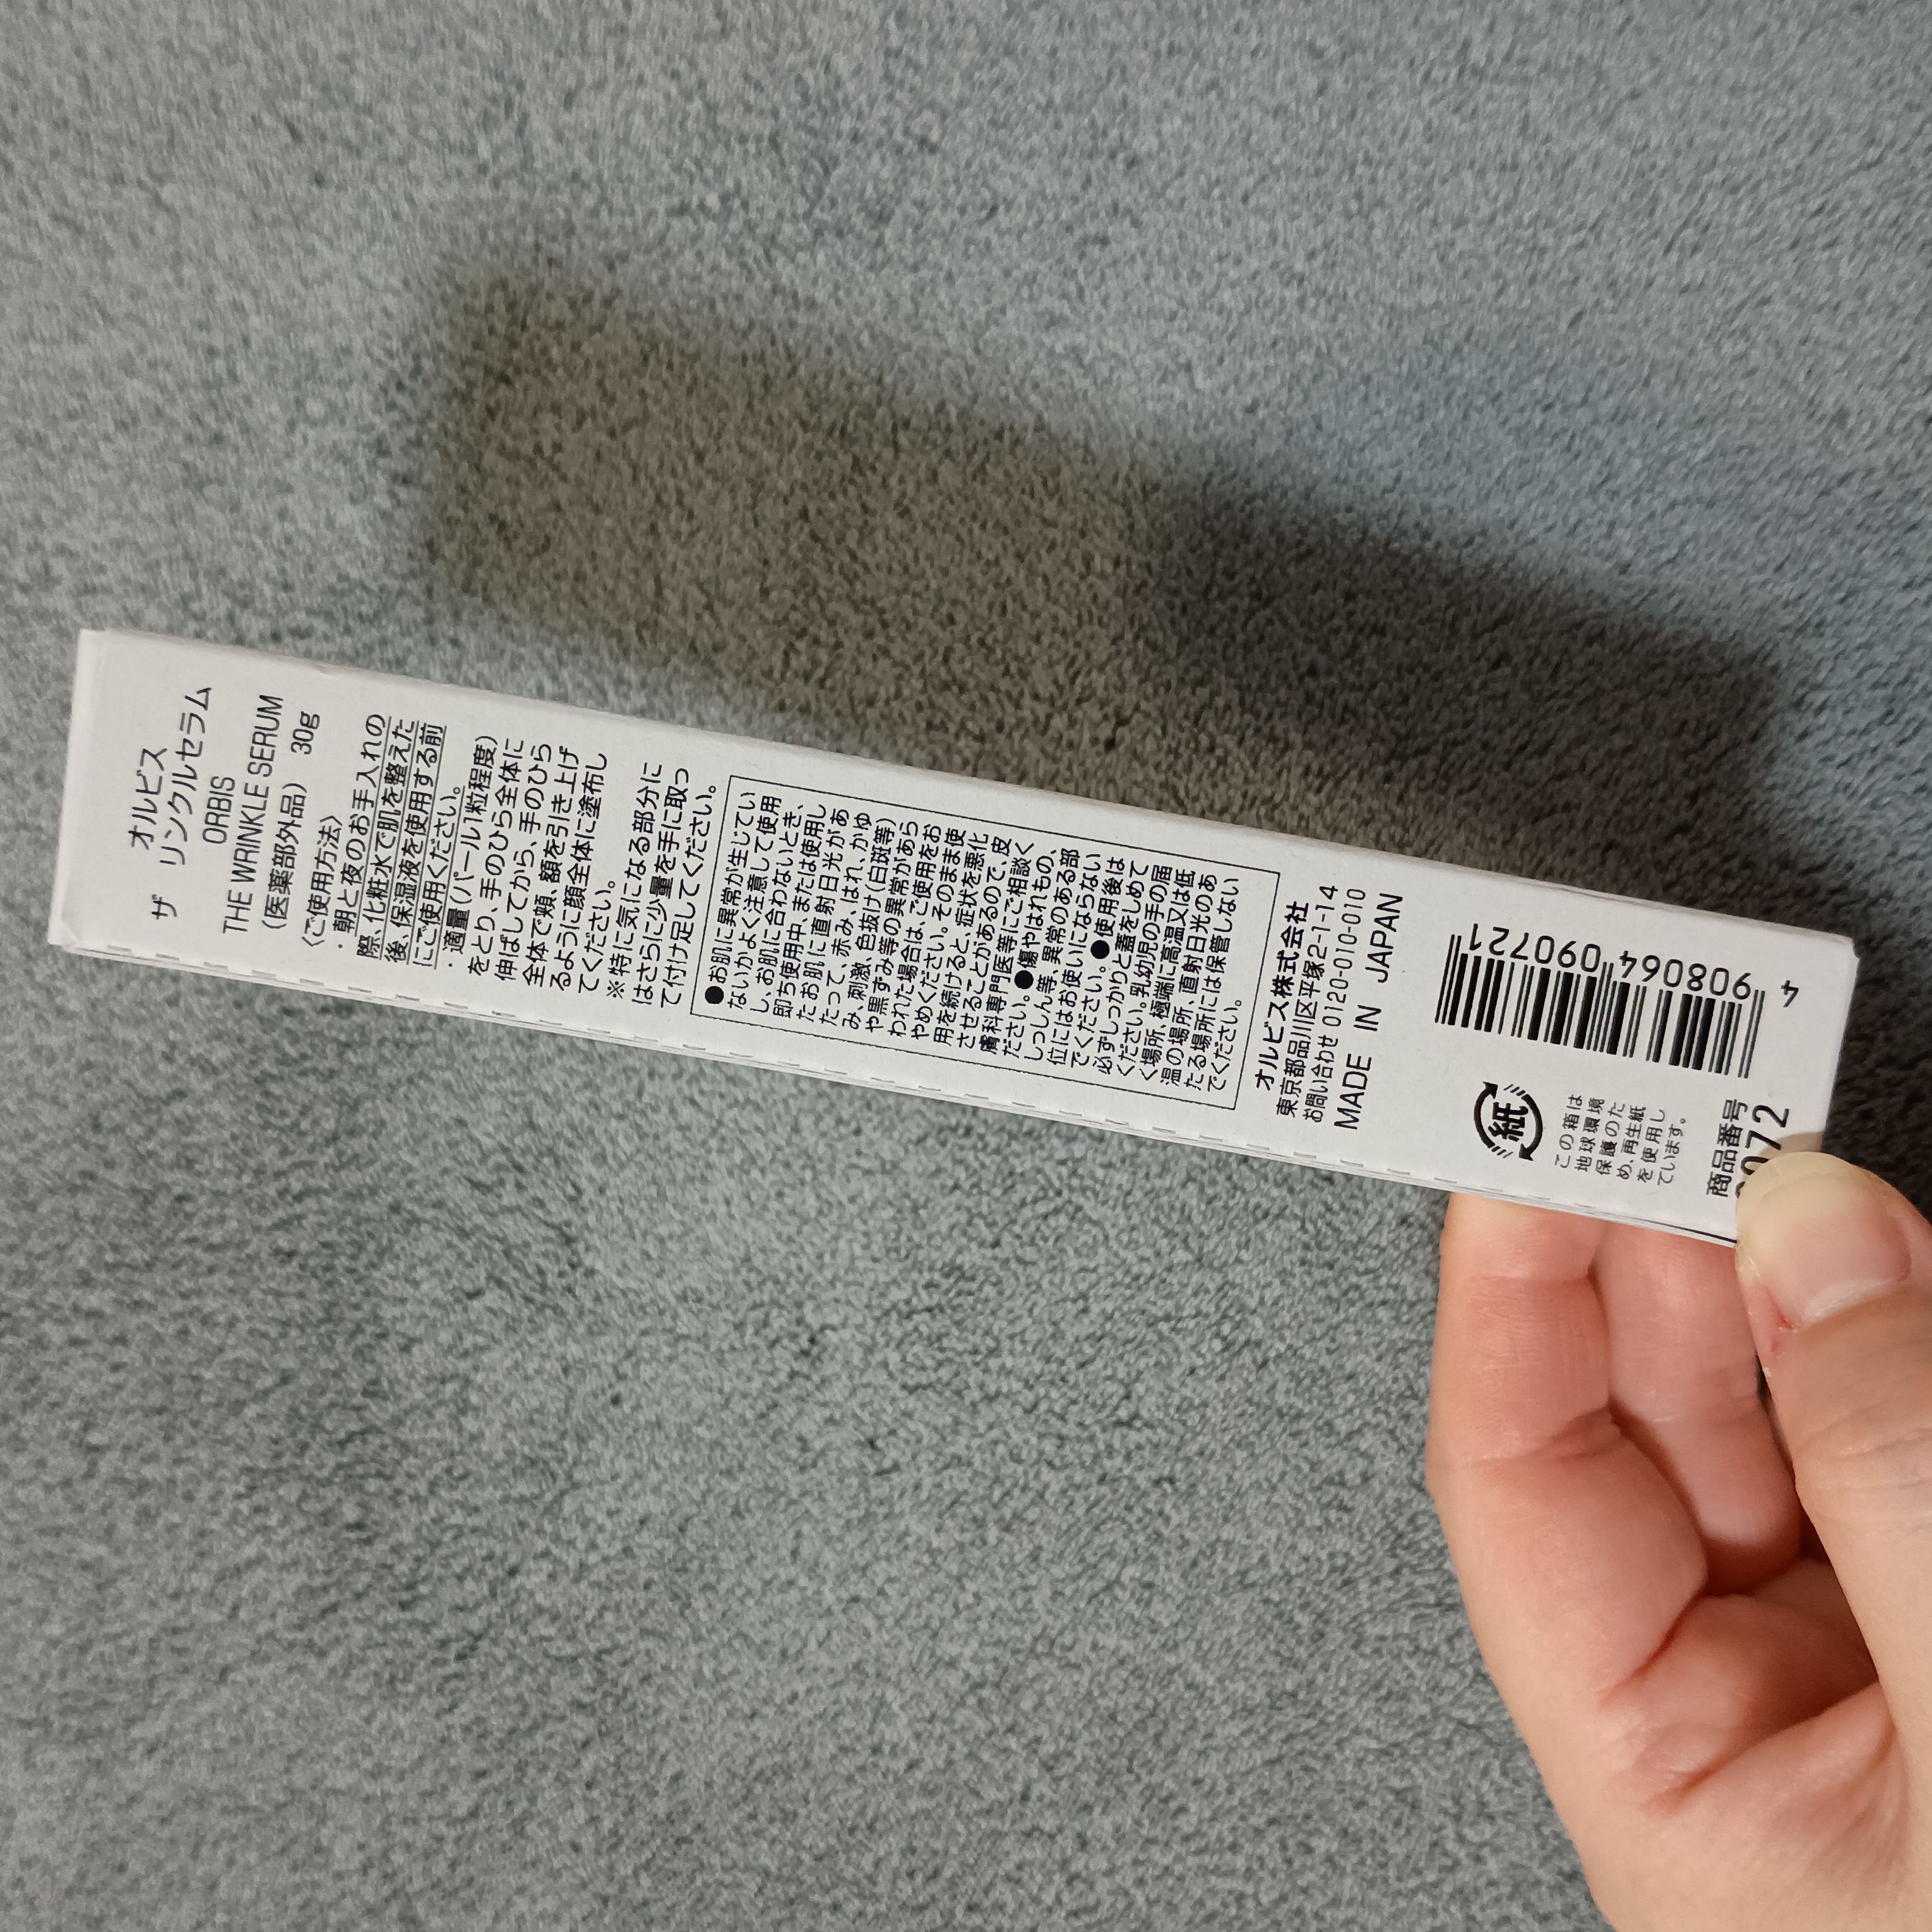 オルビス
ザ リンクルセラム
ORBIS
THE WRINKLE SERUM
(医薬部外品) 30g
〈ご使用方法〉
・朝と夜のお手入れの
際、化粧水で肌を整えた
後、保湿液を使用する前
にご使用ください。
・適量(パール1粒程度)
をとり、手のひら全体に
伸ばしてから、手のひら
全体で頬、額を引き上げ
るように顔全体に塗布し
てください。
※特に気になる部分に
はさらに少量を手に取っ
て付け足してください。
●お肌に異常が生じてい
ないかよく注意して使用
し、お肌に合わないとき、
即ち使用中、または使用し
たお肌に直射日光があ
たって、赤み、はれ、かゆ
み、刺激、色抜け(白斑等)
や黒ずみ等の異常があら
われた場合は、ご使用をお
やめください。そのまま使
用を続けると、症状を悪化
させることがあるので、皮
膚科専門医等にご相談く
ださい。●傷やはれもの、
しっしん等、異常のある部
位にはお使いにならない
でください。●使用後は
必ずしっかりと蓋をしめて
ください。乳幼児の手の届
く場所、極端に高温又は低
温の場所、直射日光のあ
たる場所には保管しない
でください。
オルビス株式会社
東京都品川区平塚2-1-14
お問い合わせ 0120-010-010
MADE IN JAPAN
4 908064 090721
紙
この箱は
地球環境
保護のた
め、再生紙
を使用し
ています。
商品番号